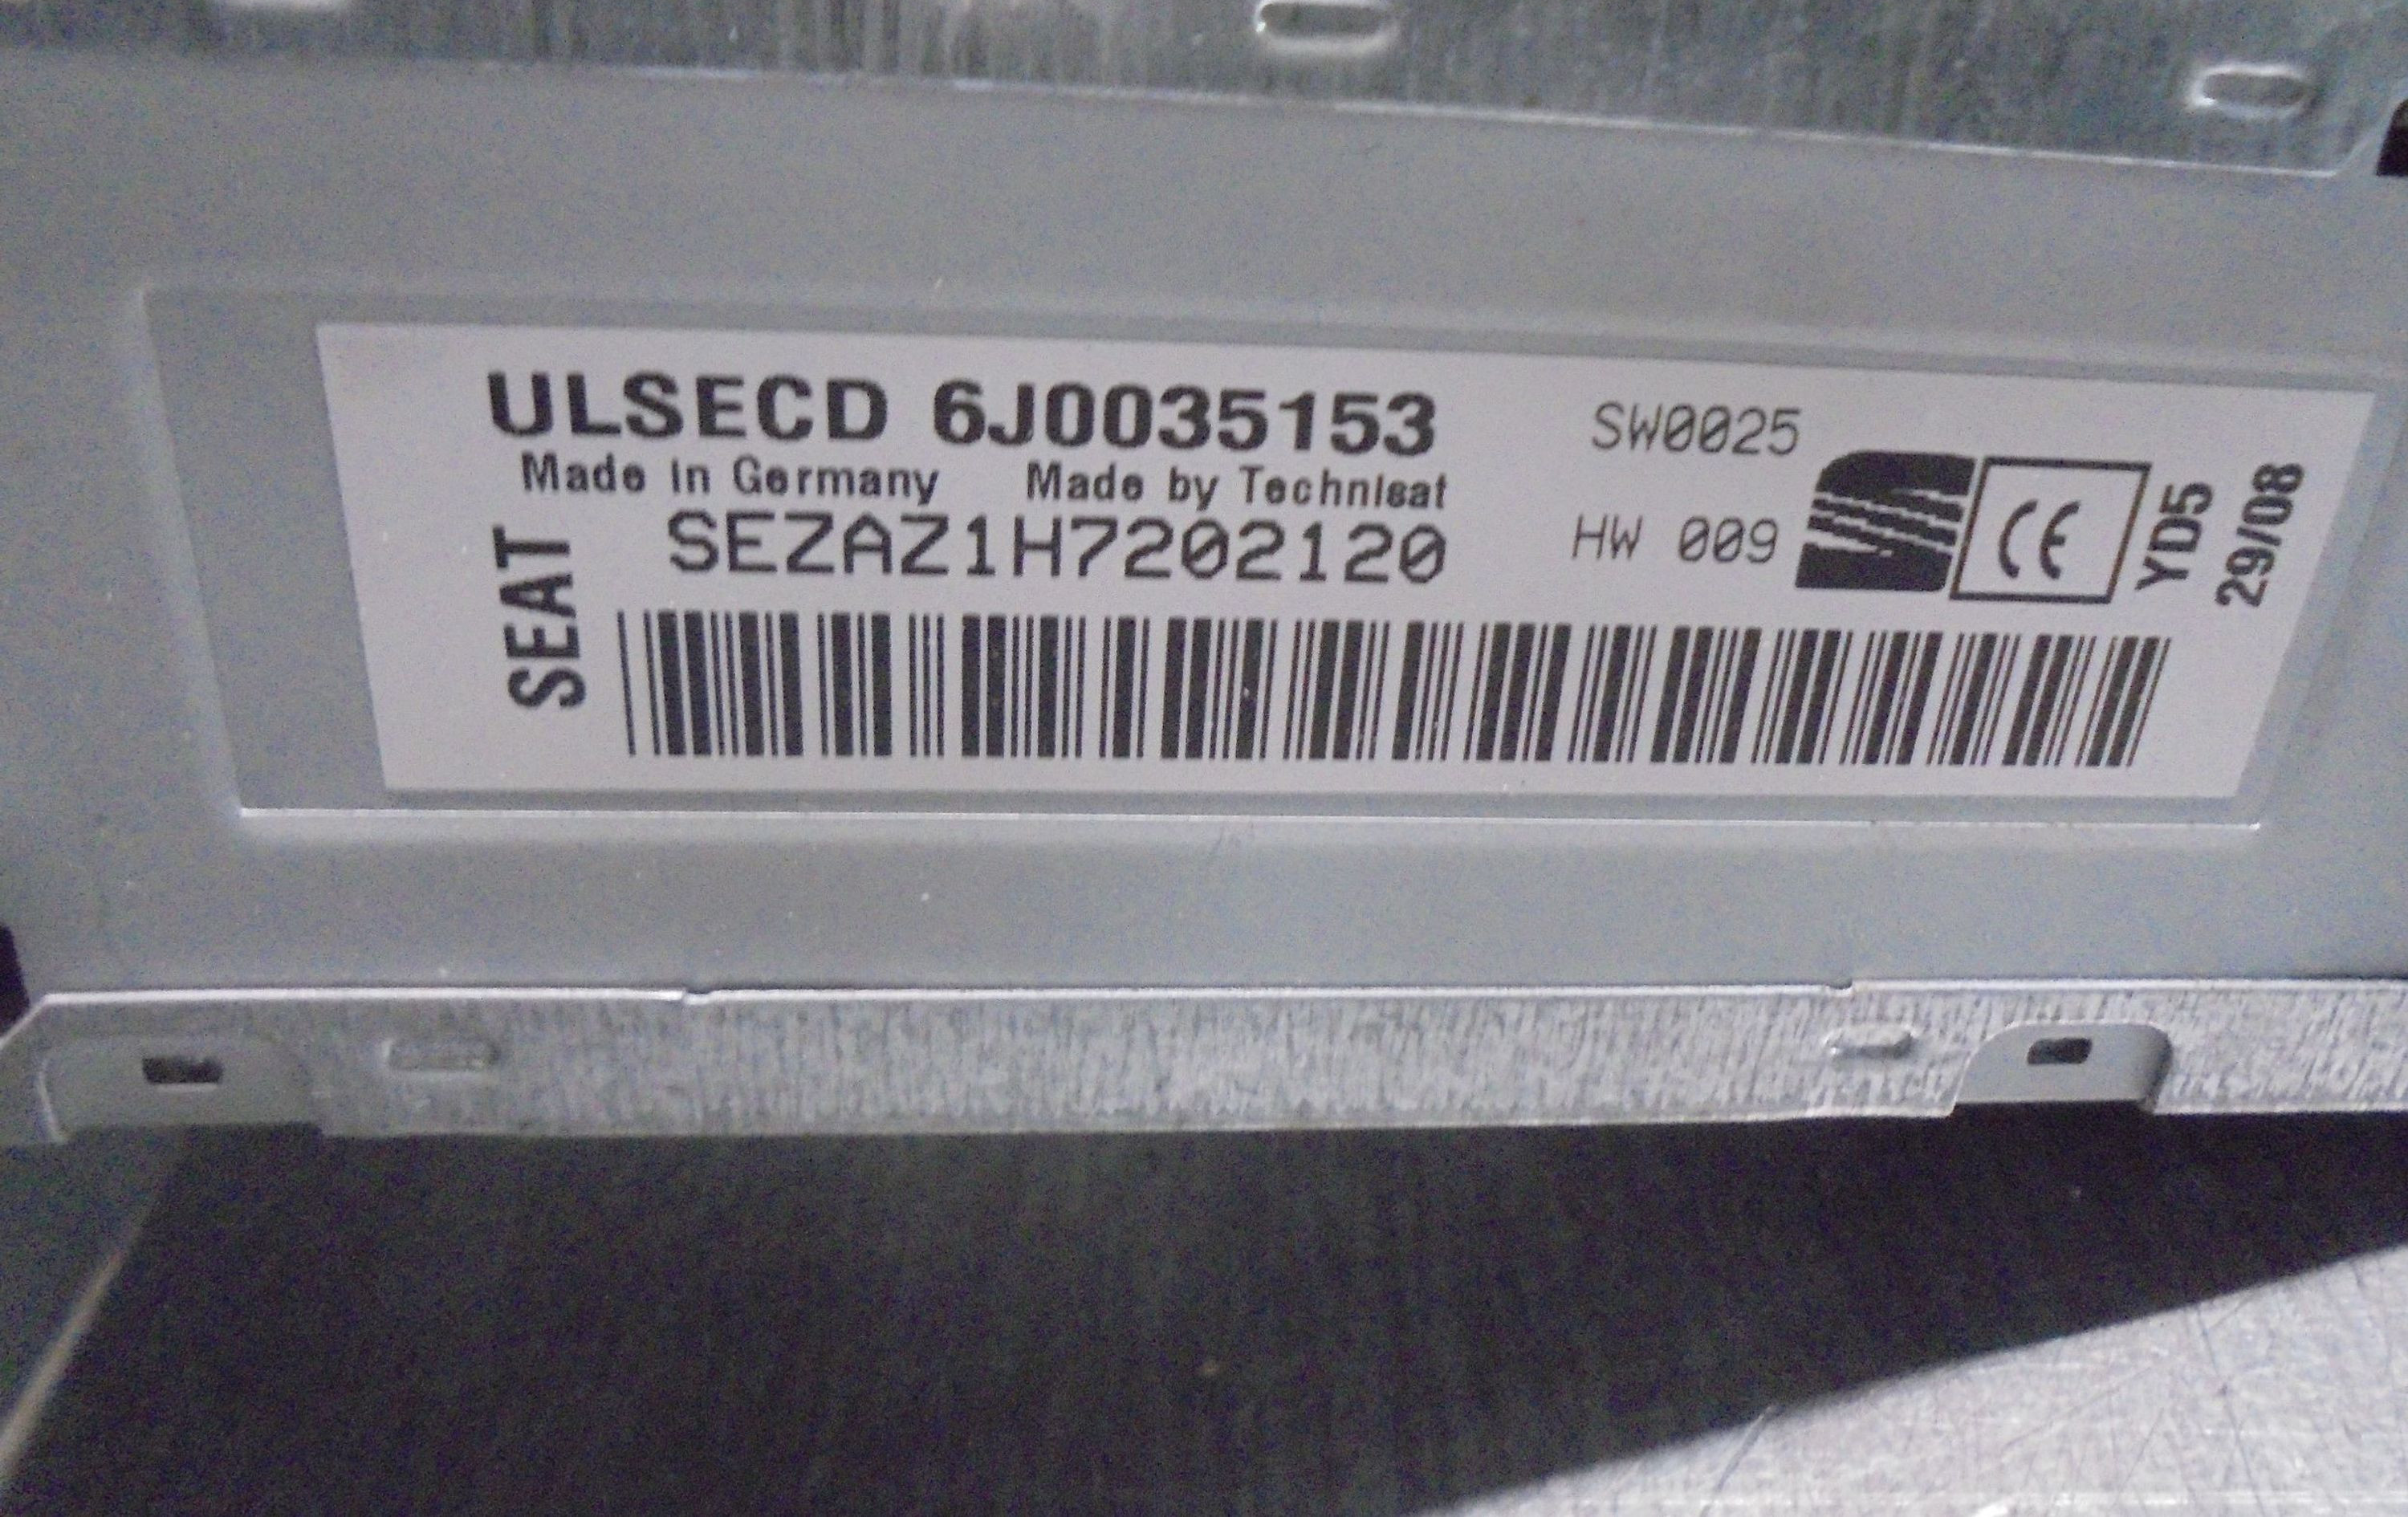 ULSECD 6J0035153
SW0025
Made in Germany Made by Technisat
SEZAZ1H7202120
HW 009
SEAT
CE
YD5
29/08